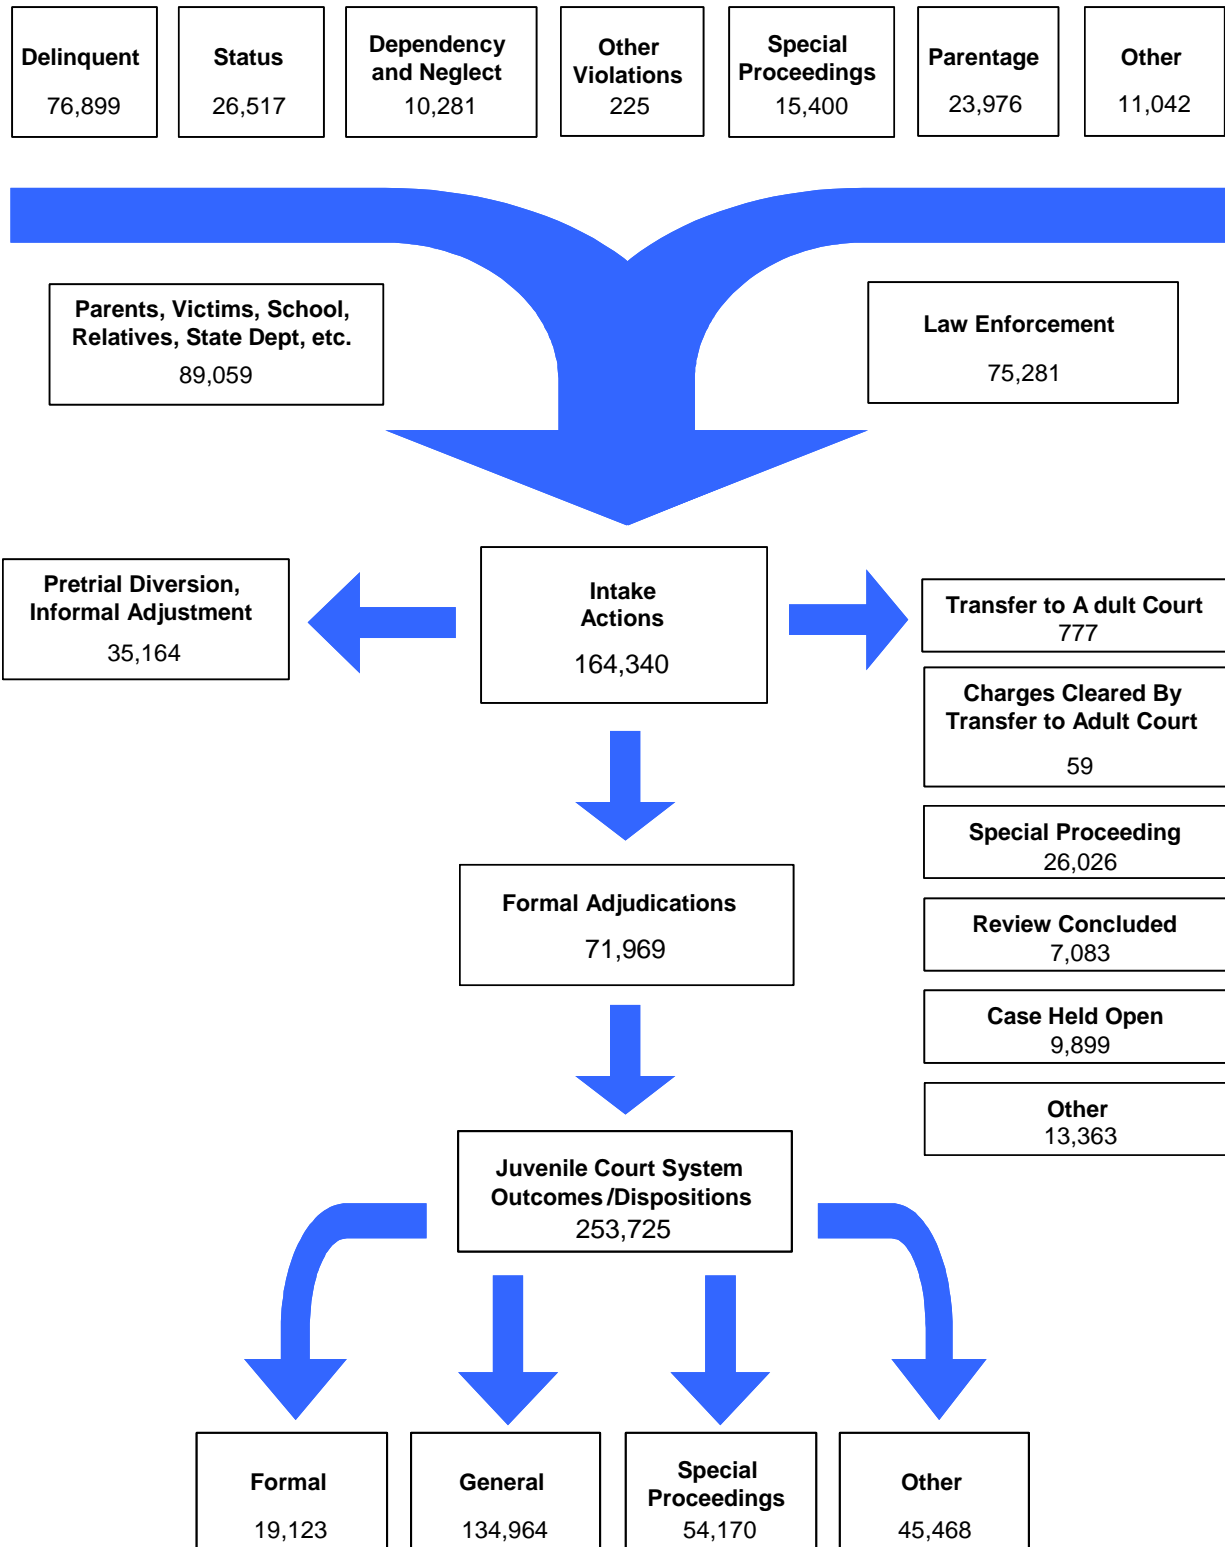 Delinquent
76,899
Status
26,517
Dependency
and Neglect
10,281
Other
Violations
225
Special
Proceedings
15,400
Parentage
23,976
Other
11,042
Parents, Victims, School,
Relatives, State Dept, etc.
89,059
Law Enforcement
75,281
Pretrial Diversion,
Informal Adjustment
35,164
Intake
Actions
164,340
Transfer to A dult Court
777
Charges Cleared By
Transfer to Adult Court
59
Special Proceeding
26,026
Review Concluded
7,083
Case Held Open
9,899
Other
13,363
Formal Adjudications
71,969
Juvenile Court System
Outcomes /Dispositions
253,725
Formal
19,123
General
134,964
Special
Proceedings
54,170
Other
45,468